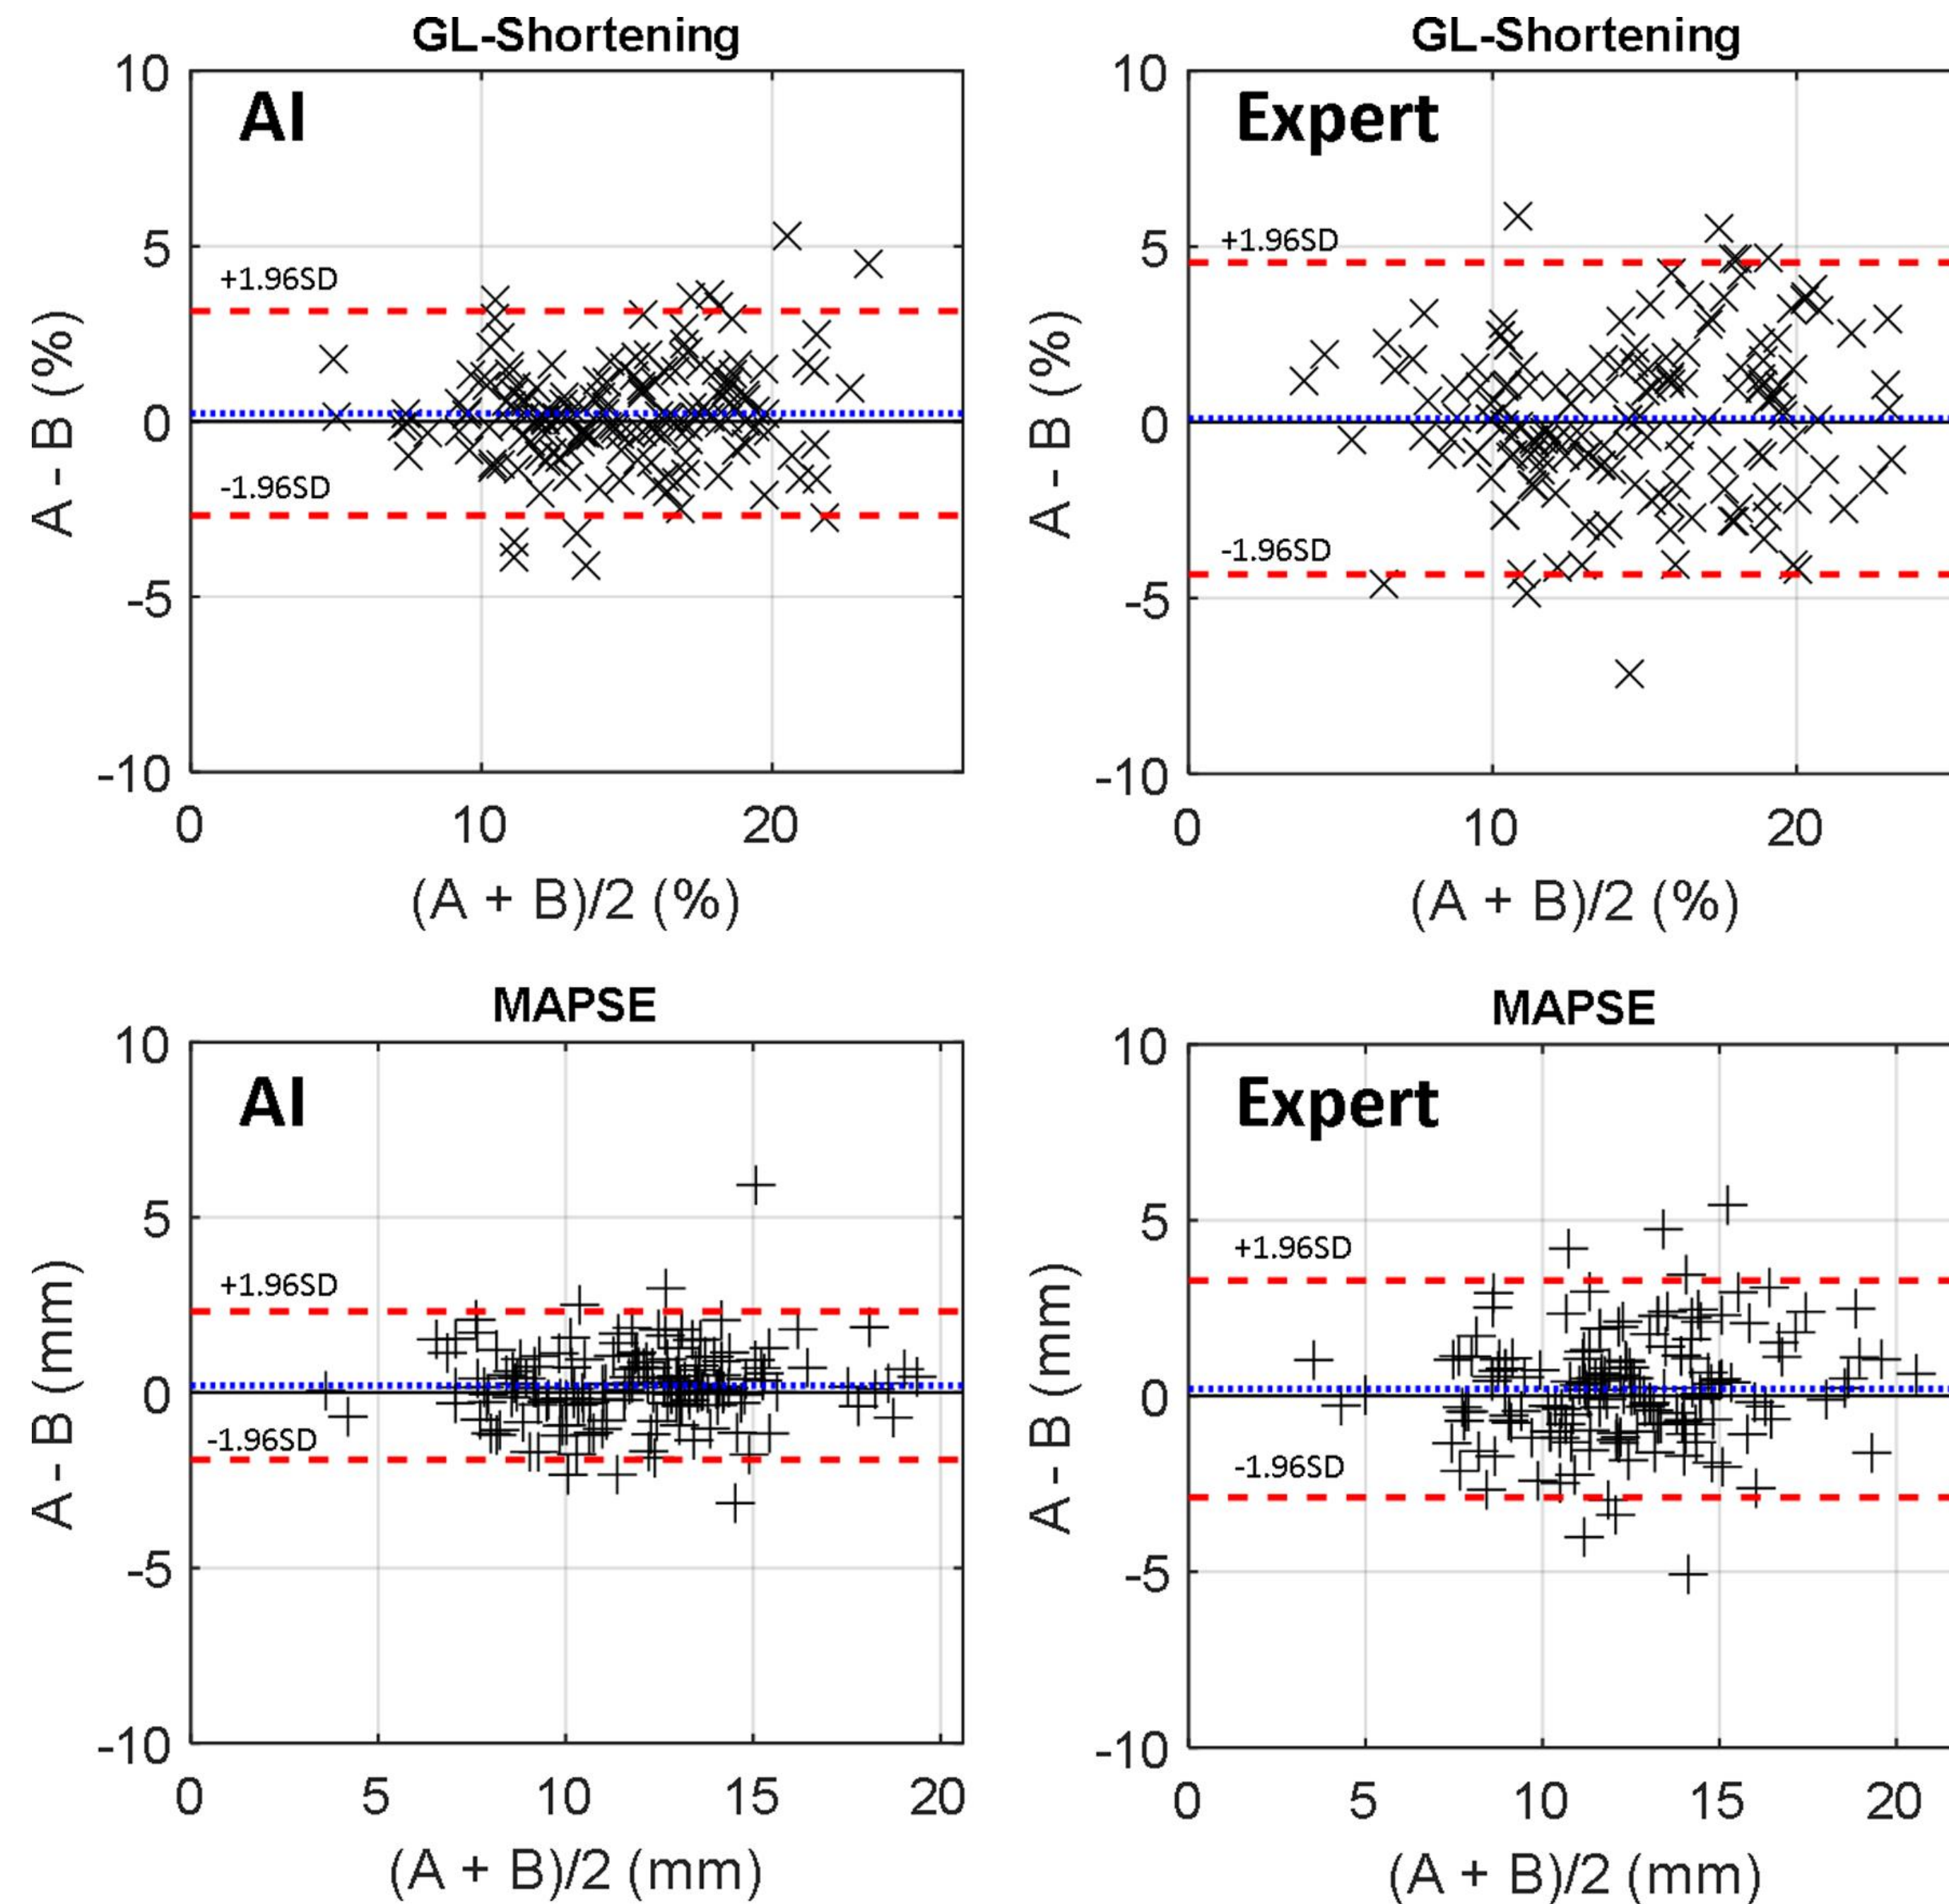 GL-Shortening
AI
10
5
0
-5
-10
+1.96SD
-1.96SD
A - B (%)
0 10 20
(A + B)/2 (%)
GL-Shortening
Expert
10
5
0
-5
-10
+1.96SD
-1.96SD
A - B (%)
0 10 20
(A + B)/2 (%)
MAPSE
AI
10
5
0
-5
-10
+1.96SD
-1.96SD
A - B (mm)
0 5 10 15 20
(A + B)/2 (mm)
MAPSE
Expert
10
5
0
-5
-10
+1.96SD
-1.96SD
A - B (mm)
0 5 10 15 20
(A + B)/2 (mm)